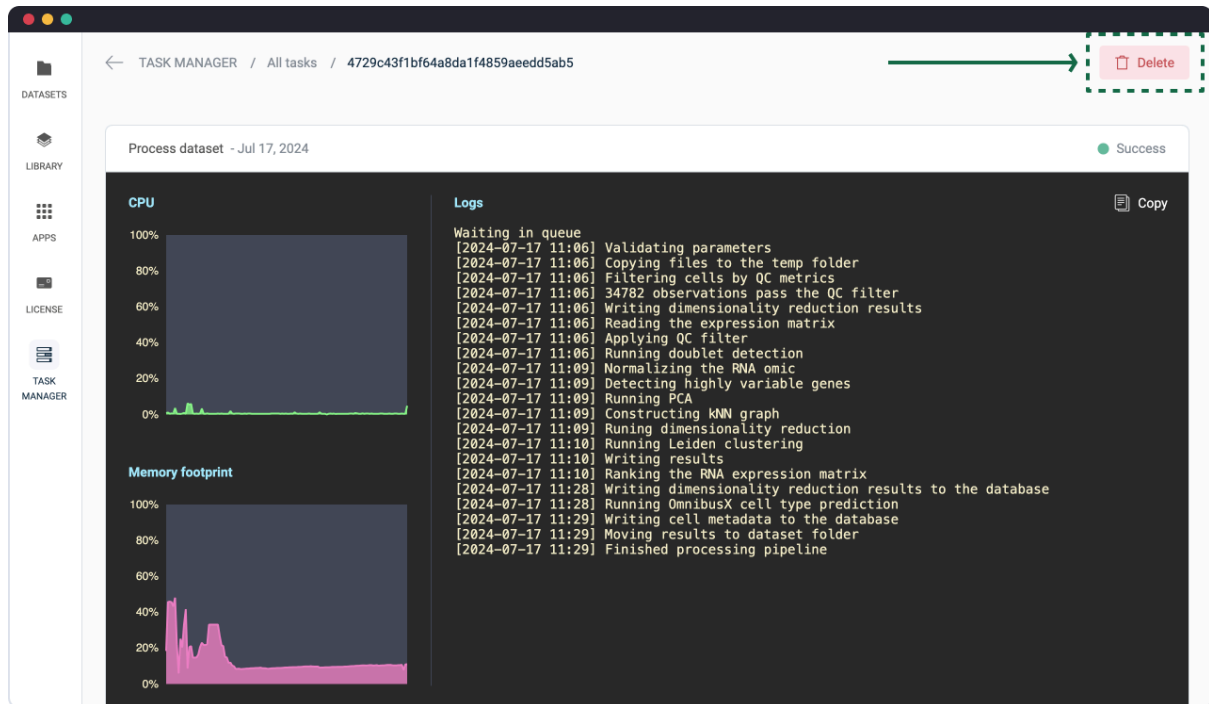 TASK MANAGER / All tasks / 4729c43f1bf64a8da1f4859aeedd5ab5
Delete
DATASETS
LIBRARY
APPS
LICENSE
TASK
MANAGER
Process dataset - Jul 17, 2024
Success
CPU
100%
80%
60%
40%
20%
0%
Memory footprint
100%
80%
60%
40%
20%
0%
Logs
Copy
Waiting in queue
[2024-07-17 11:06] Validating parameters
[2024-07-17 11:06] Copying files to the temp folder
[2024-07-17 11:06] Filtering cells by QC metrics
[2024-07-17 11:06] 34782 observations pass the QC filter
[2024-07-17 11:06] Writing dimensionality reduction results
[2024-07-17 11:06] Reading the expression matrix
[2024-07-17 11:06] Applying QC filter
[2024-07-17 11:06] Running doublet detection
[2024-07-17 11:09] Normalizing the RNA omic
[2024-07-17 11:09] Detecting highly variable genes
[2024-07-17 11:09] Running PCA
[2024-07-17 11:09] Constructing kNN graph
[2024-07-17 11:09] Runing dimensionality reduction
[2024-07-17 11:10] Running Leiden clustering
[2024-07-17 11:10] Writing results
[2024-07-17 11:10] Ranking the RNA expression matrix
[2024-07-17 11:28] Writing dimensionality reduction results to the database
[2024-07-17 11:28] Running OmnibusX cell type prediction
[2024-07-17 11:29] Writing cell metadata to the database
[2024-07-17 11:29] Moving results to dataset folder
[2024-07-17 11:29] Finished processing pipeline